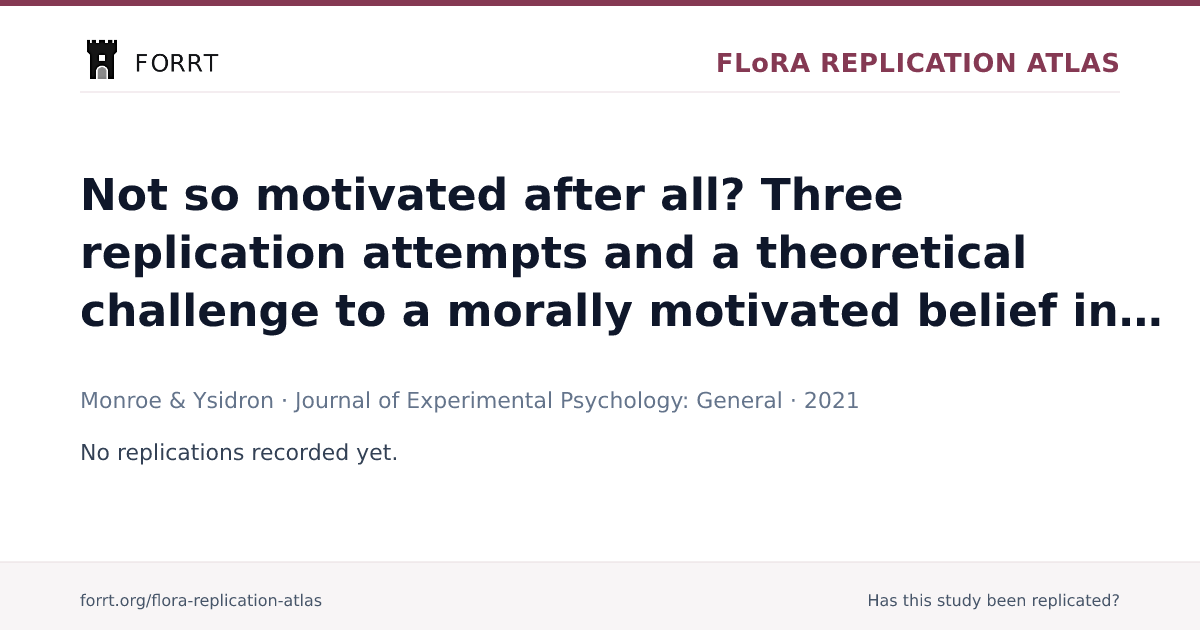 FORRT
FLoRA REPLICATION ATLAS
Not so motivated after all? Three
replication attempts and a theoretical
challenge to a morally motivated belief in…
Monroe & Ysidron · Journal of Experimental Psychology: General · 2021
No replications recorded yet.
forrt.org/flora-replication-atlas
Has this study been replicated?